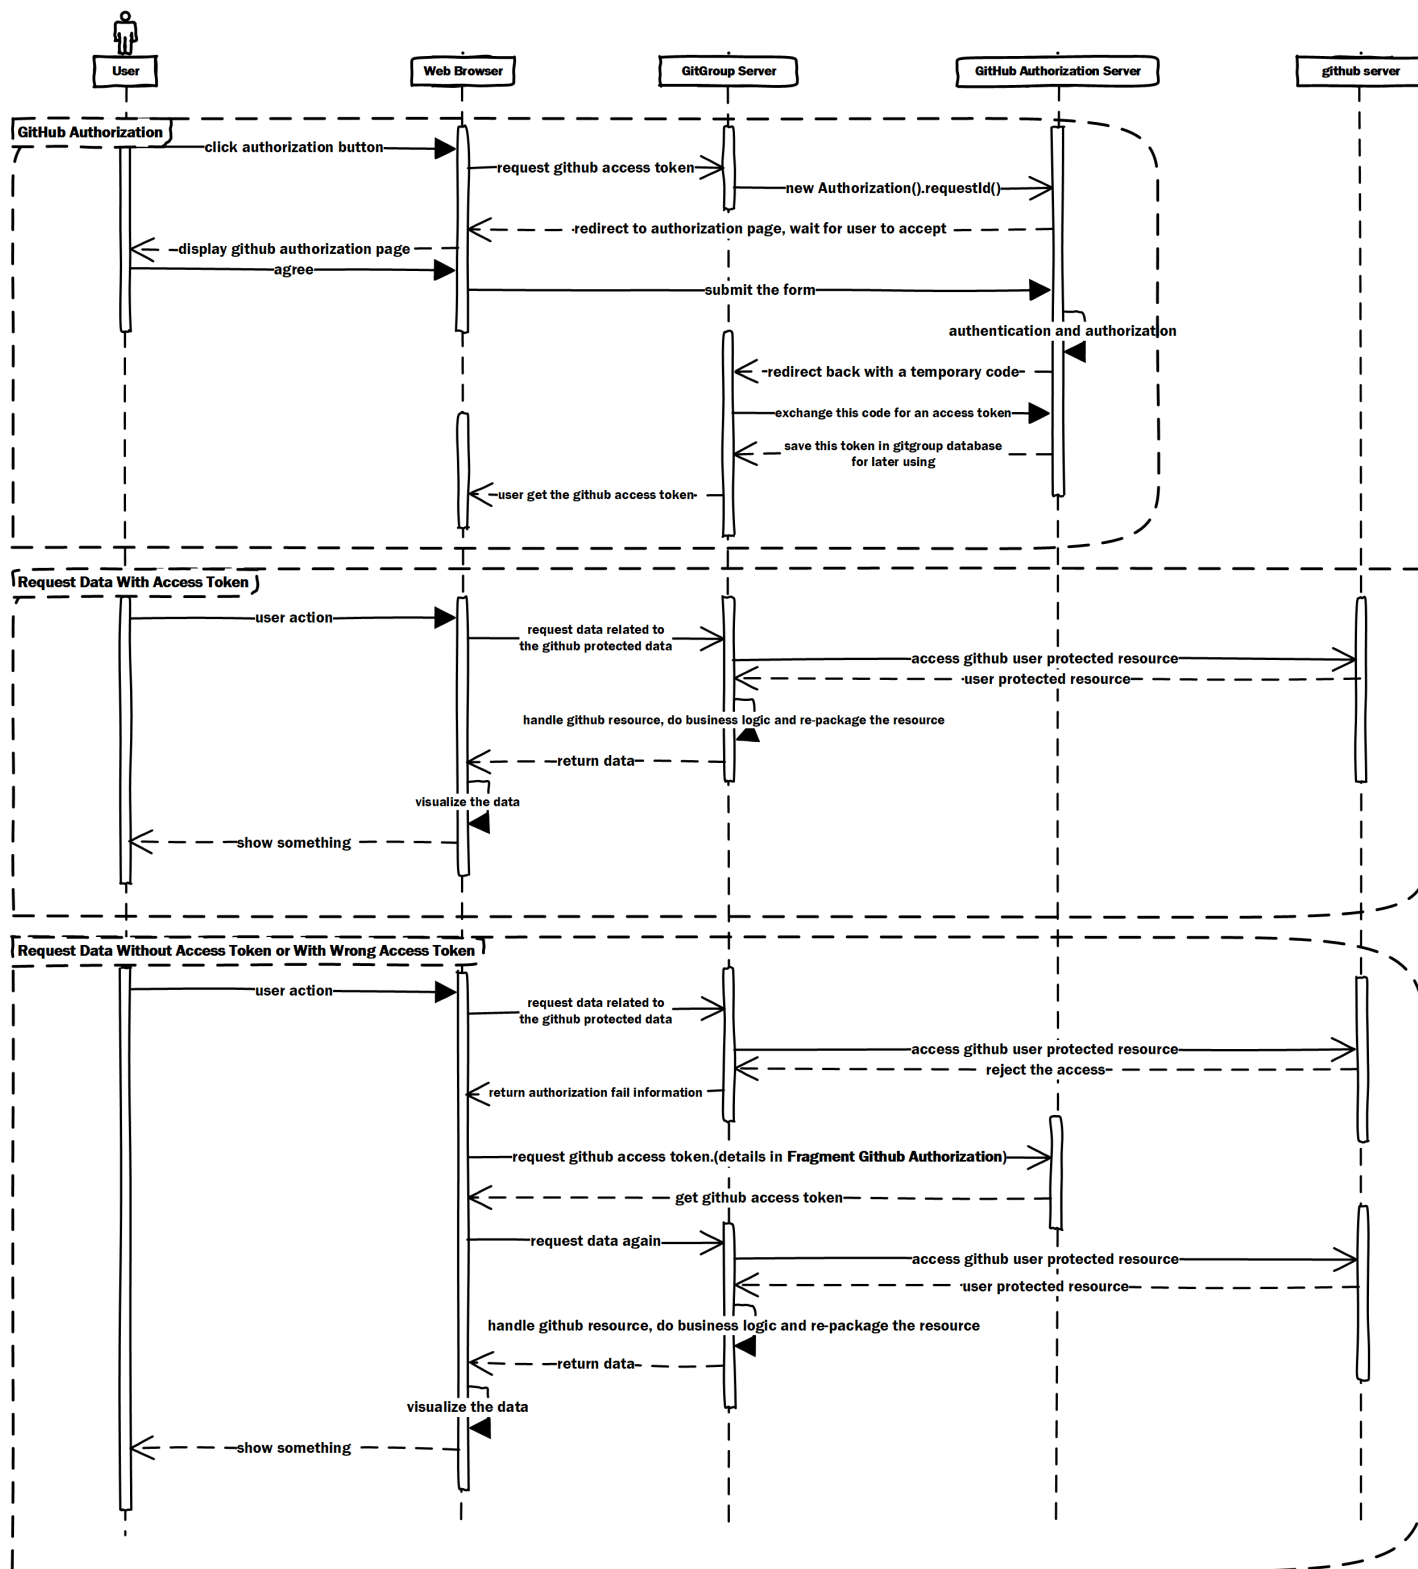 User
Web Browser
GitGroup Server
GitHub Authorization Server
github server
GitHub Authorization
click authorization button
request github access token
new Authorization().requestId()
redirect to authorization page, wait for user to accept
display github authorization page
agree
submit the form
authentication and authorization
redirect back with a temporary code
exchange this code for an access token
save this token in gitgroup database
for later using
user get the github access token
Request Data With Access Token
user action
request data related to
the github protected data
access github user protected resource
user protected resource
handle github resource, do business logic and re-package the resource
return data
visualize the data
show something
Request Data Without Access Token or With Wrong Access Token
user action
request data related to
the github protected data
access github user protected resource
reject the access
return authorization fail information
request github access token.(details in Fragment Github Authorization)
get github access token
request data again
access github user protected resource
user protected resource
handle github resource, do business logic and re-package the resource
return data
visualize the data
show something